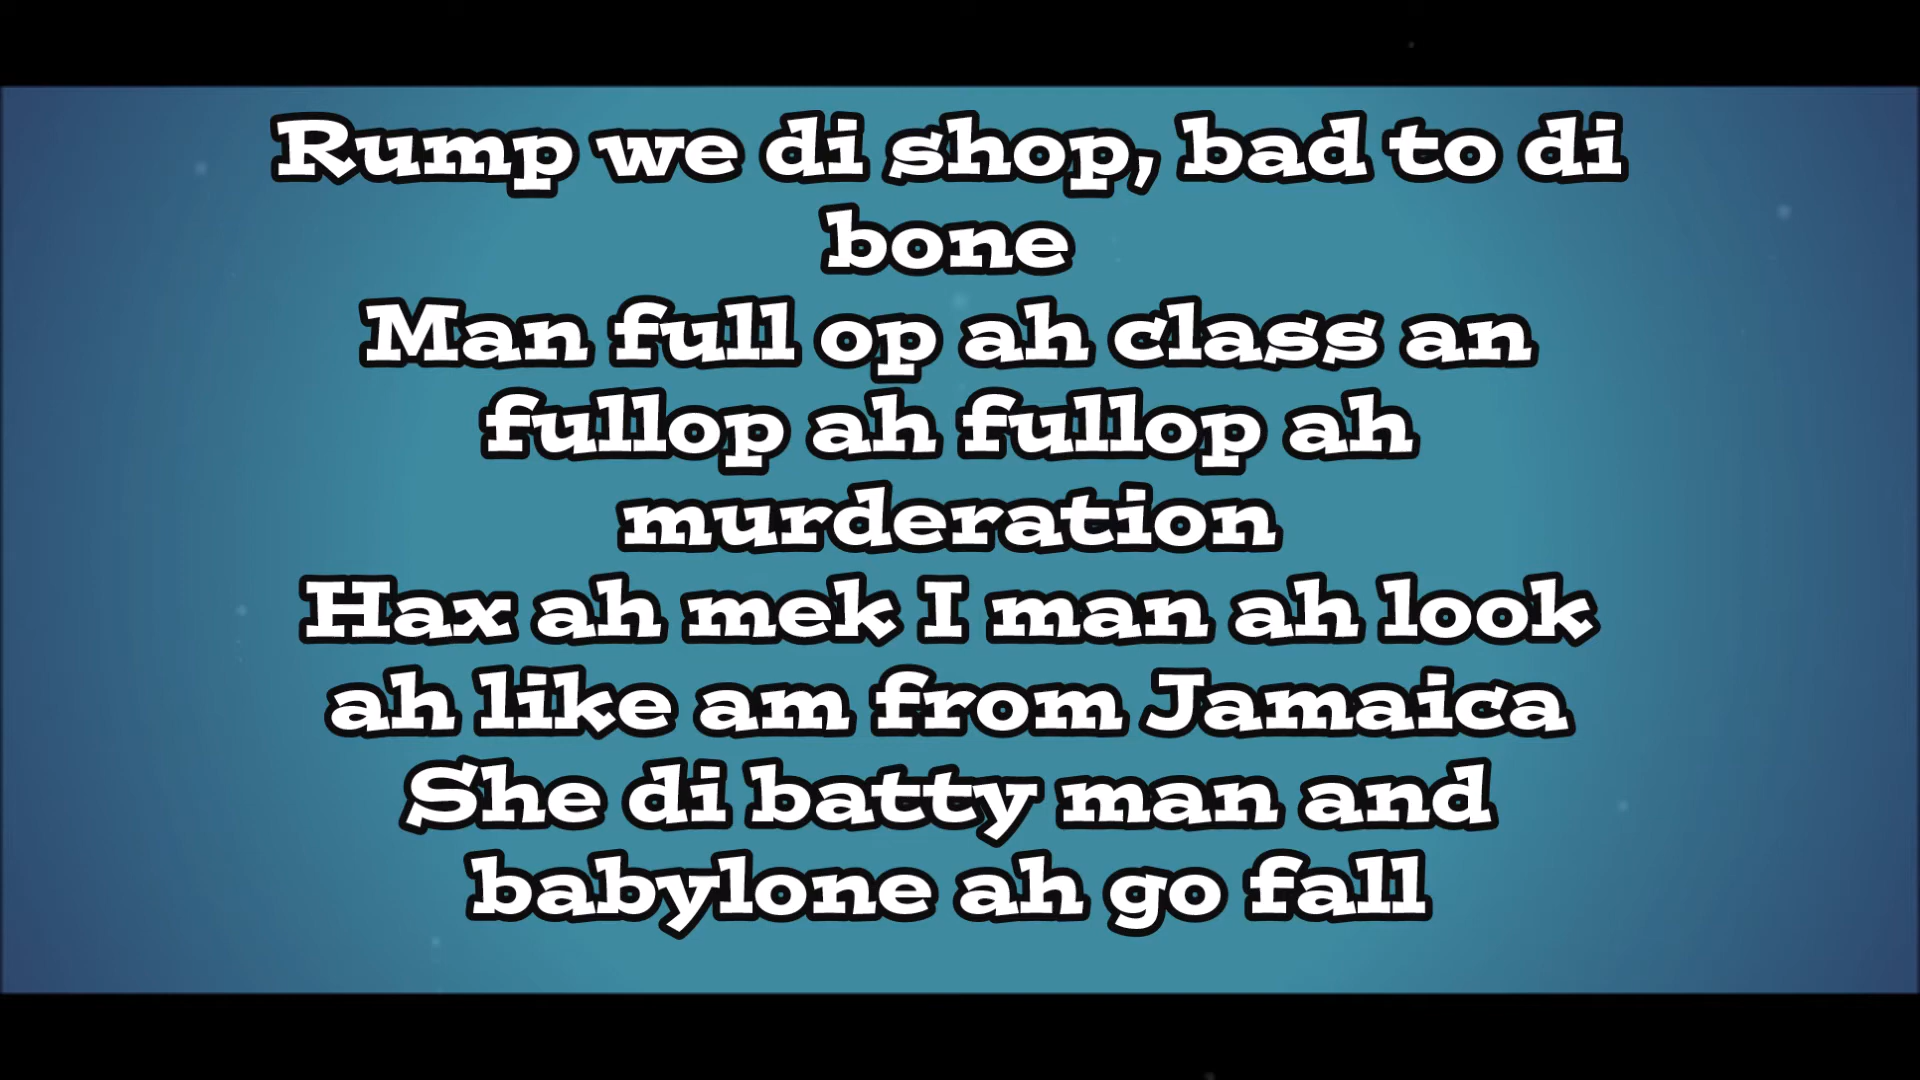 Rump we di shop, bad to di
bone
Man full op ah class an
fullop ah fullop ah
murderation
Hax ah mek I man ah look
ah like am from Jamaica
She di batty man and
babylone ah go fall